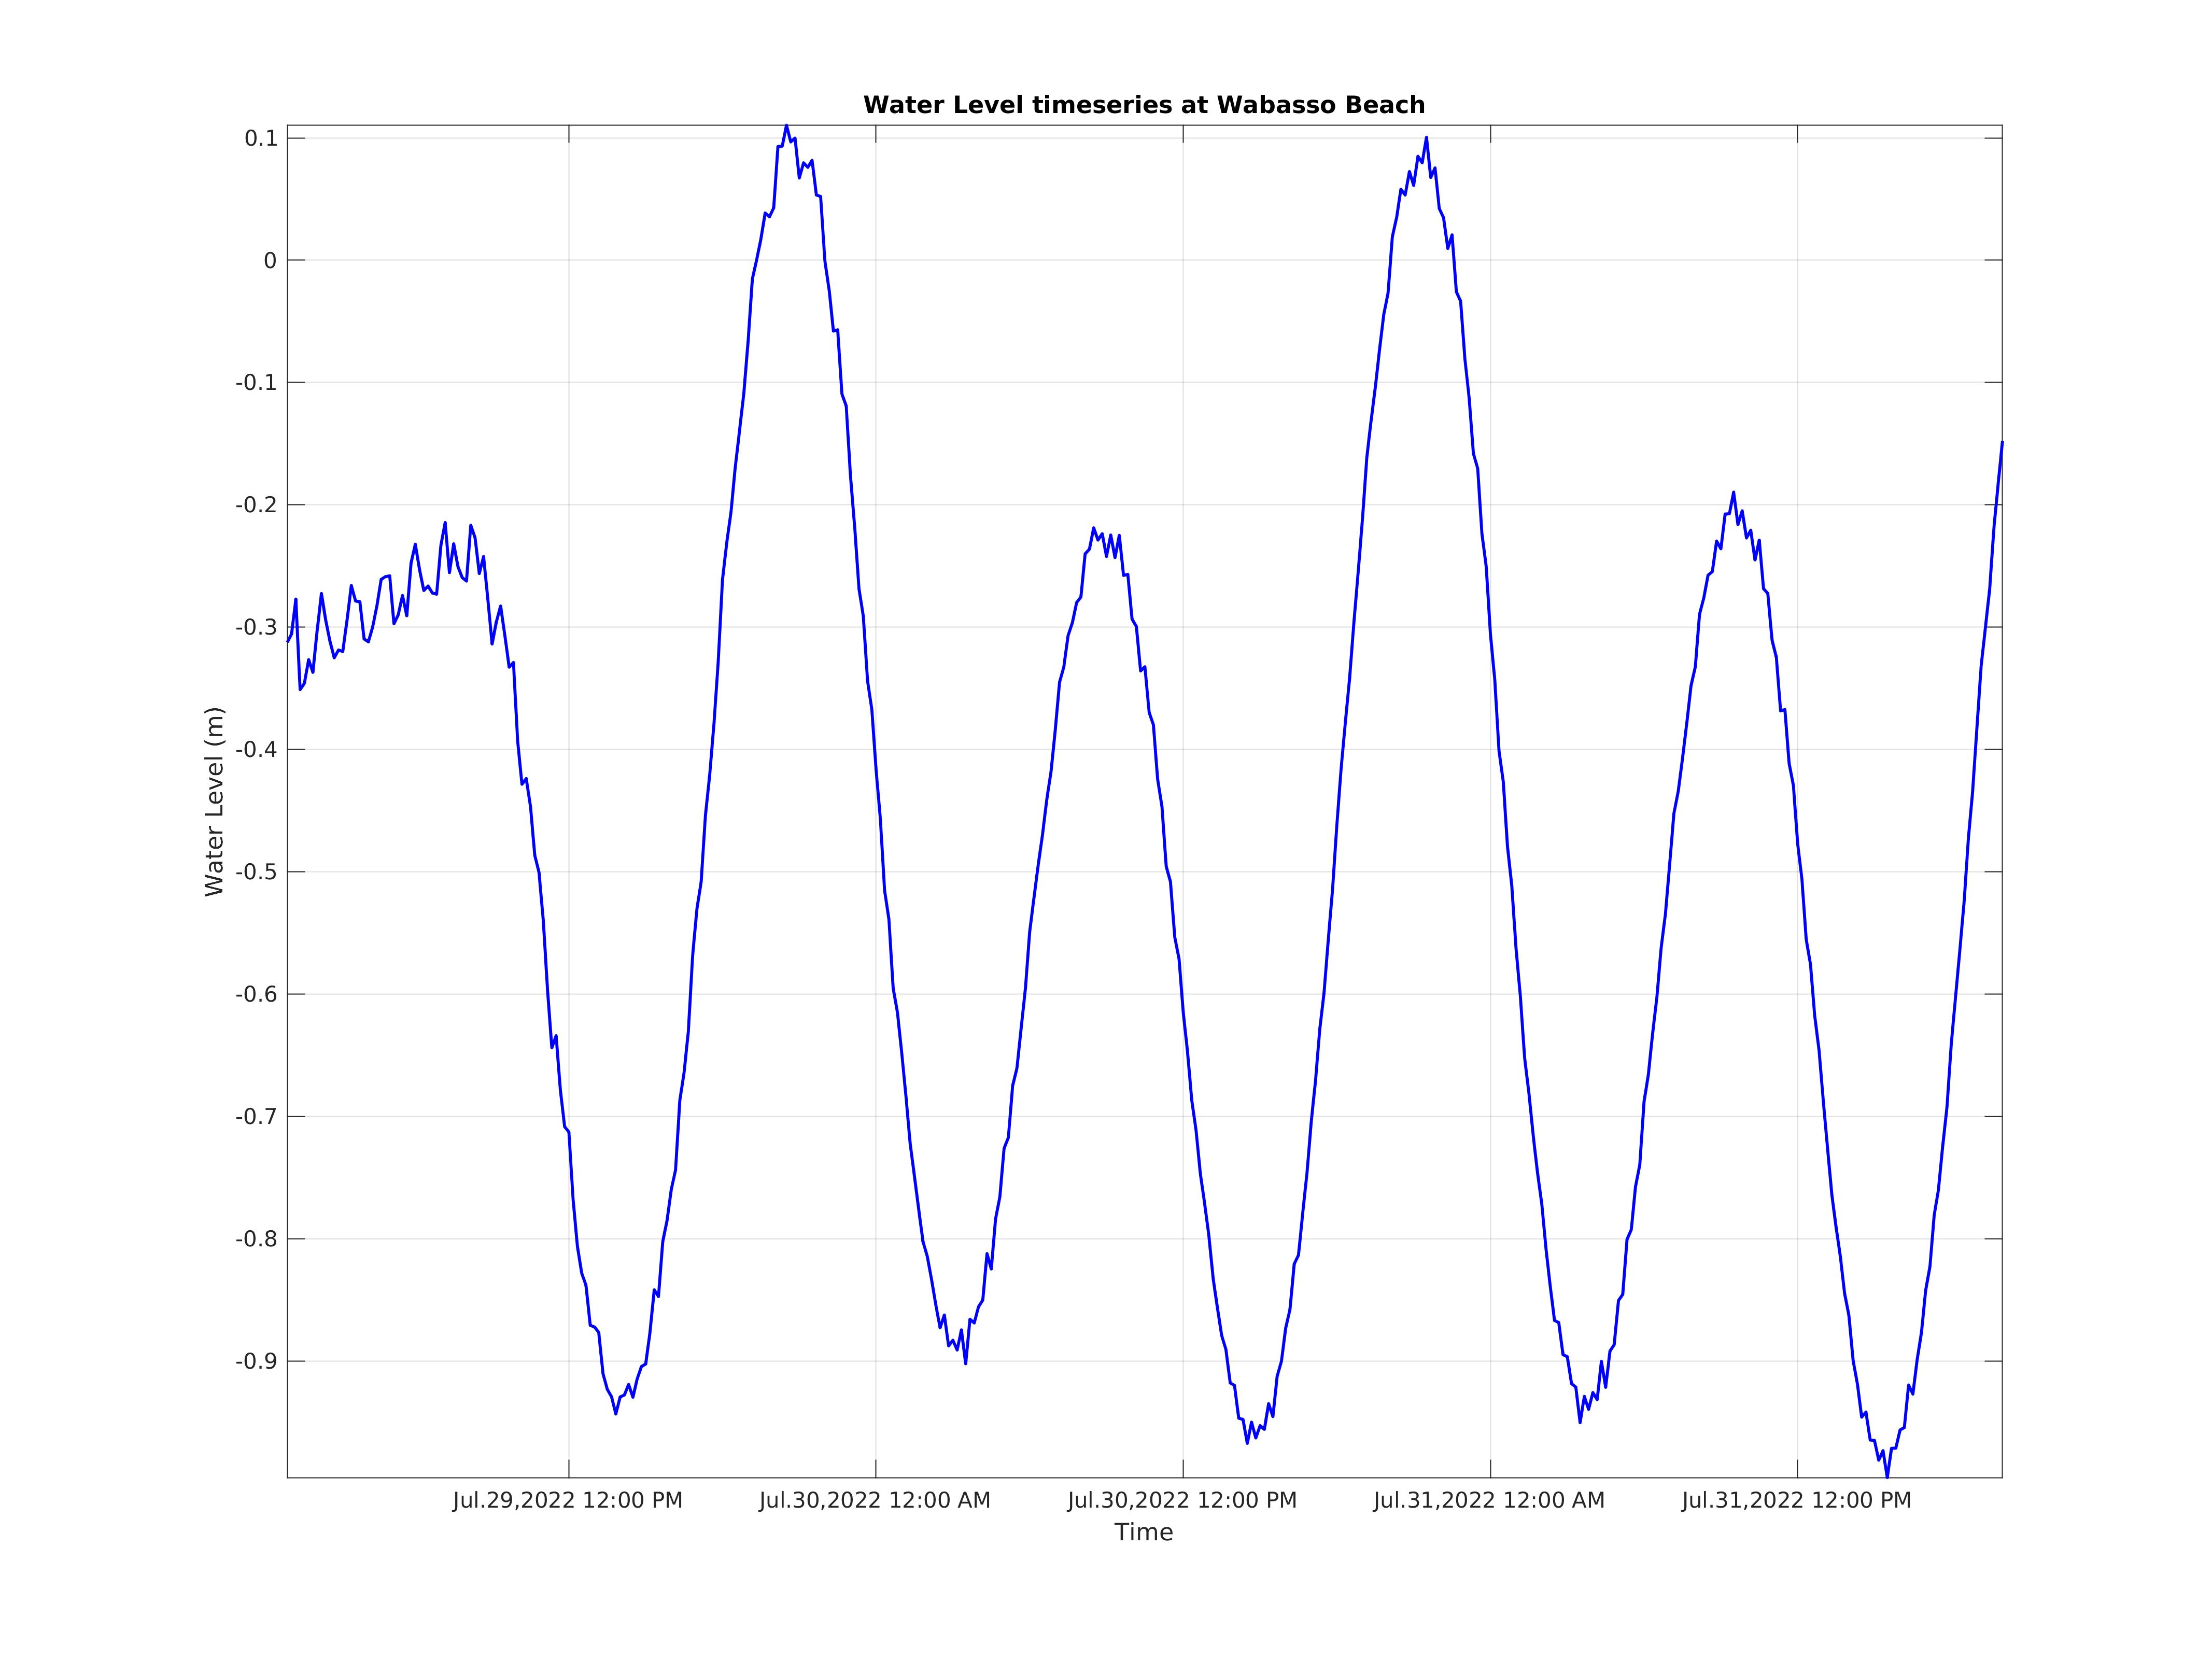 Water Level timeseries at Wabasso Beach
0.1
0
-0.1
-0.2
-0.3
-0.4
-0.5
-0.6
-0.7
-0.8
-0.9
Water Level (m)
Jul.29,2022 12:00 PM Jul.30,2022 12:00 AM Jul.30,2022 12:00 PM Jul.31,2022 12:00 AM Jul.31,2022 12:00 PM
Time